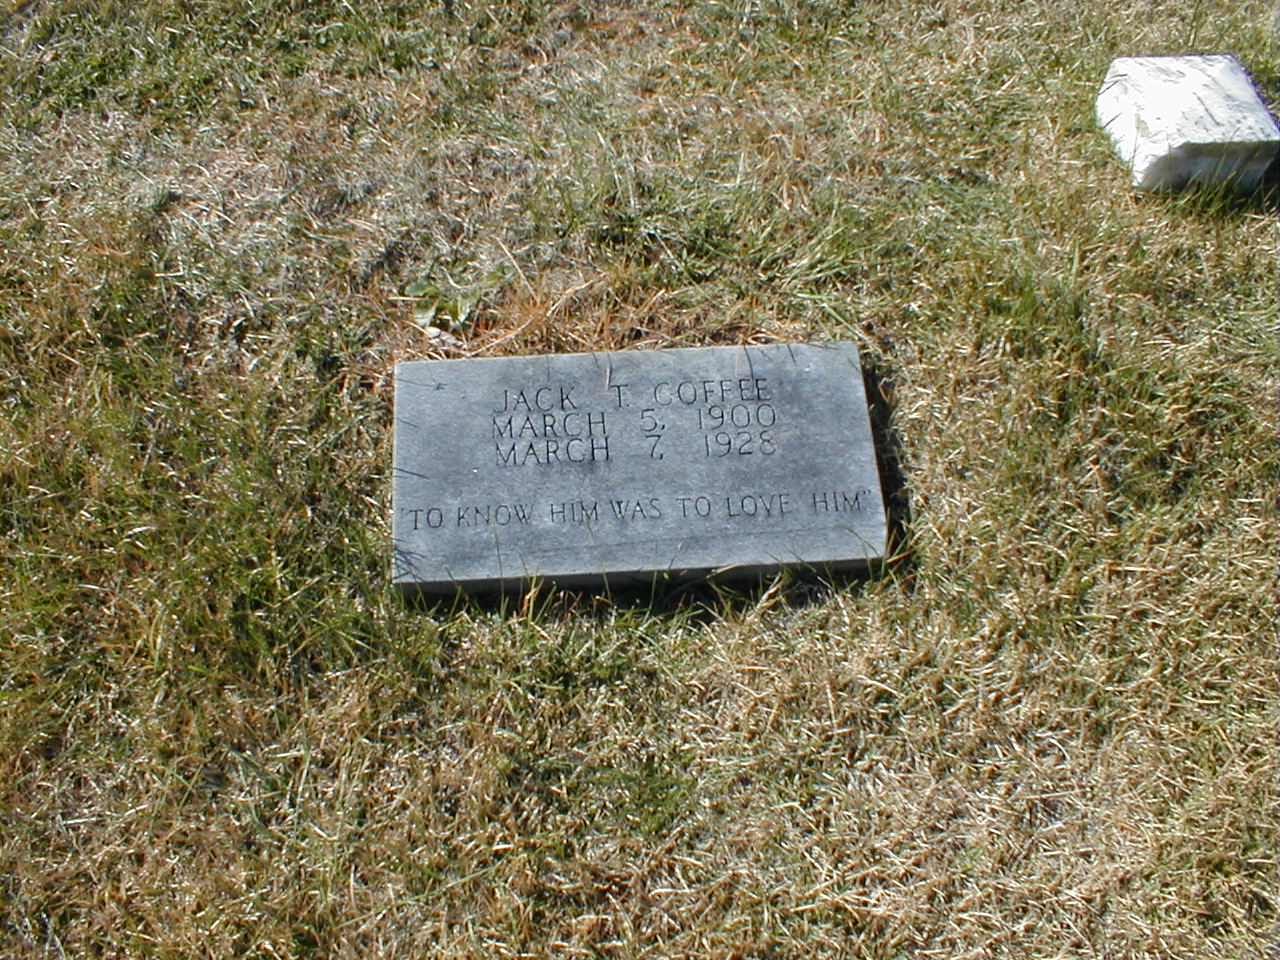 JACK T. COFFEE
MARCH 5, 1900
MARCH 7, 1928
"TO KNOW HIM WAS TO LOVE HIM"